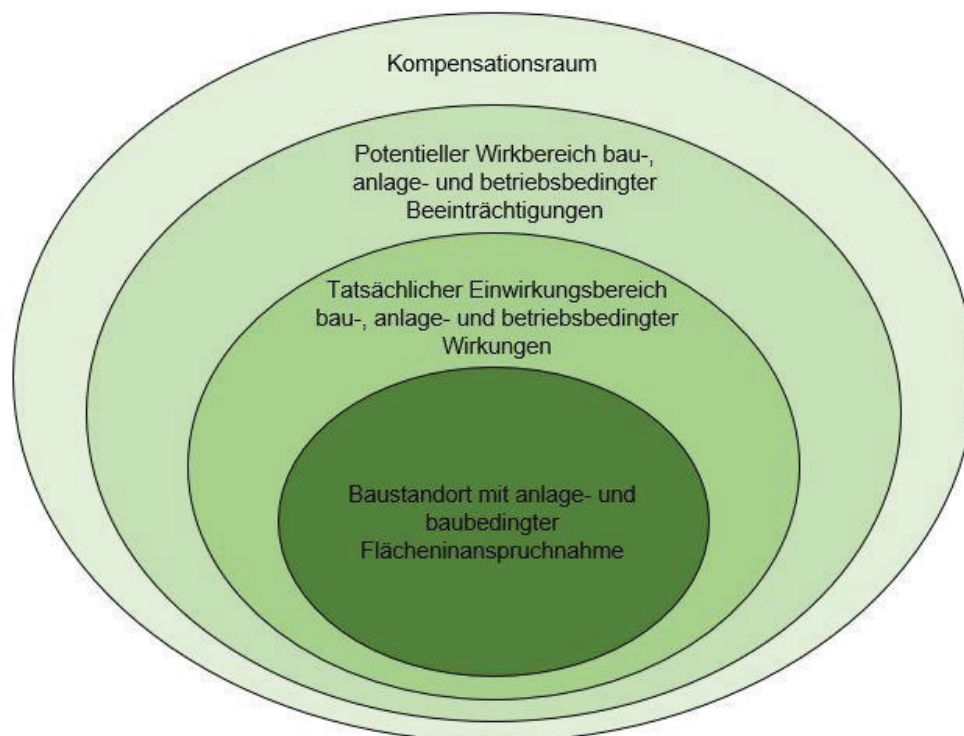 Kompensationsraum
Potentieller Wirkbereich bau-,
anlage- und betriebsbedingter
Beeinträchtigungen
Tatsächlicher Einwirkungsbereich
bau-, anlage- und betriebsbedingter
Wirkungen
Baustandort mit anlage- und
baubedingter
Flächeninanspruchnahme